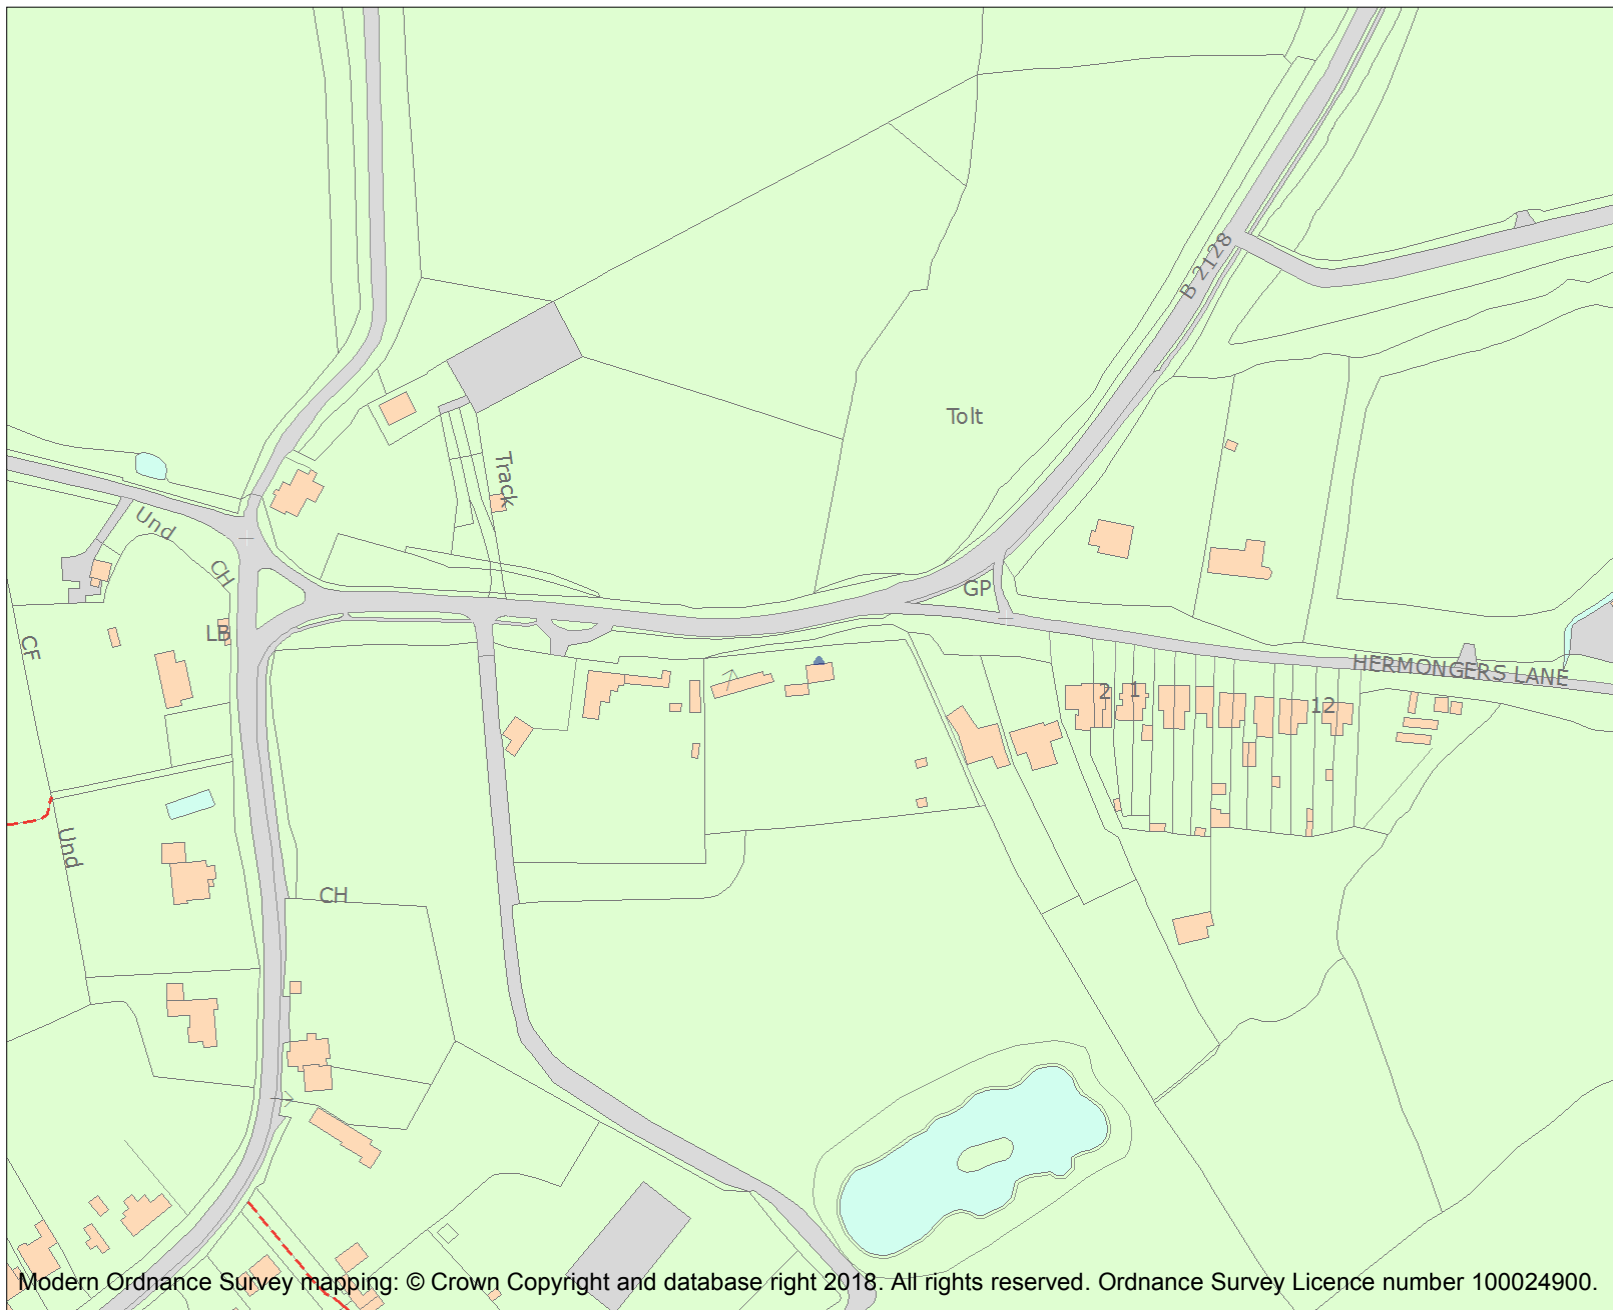 B 2128
Tolt
Track
Und
CH
GP
LB
CF
HERMONGERS LANE
2
1
12
Und
CH
Modern Ordnance Survey mapping: © Crown Copyright and database right 2018. All rights reserved. Ordnance Survey Licence number 100024900.